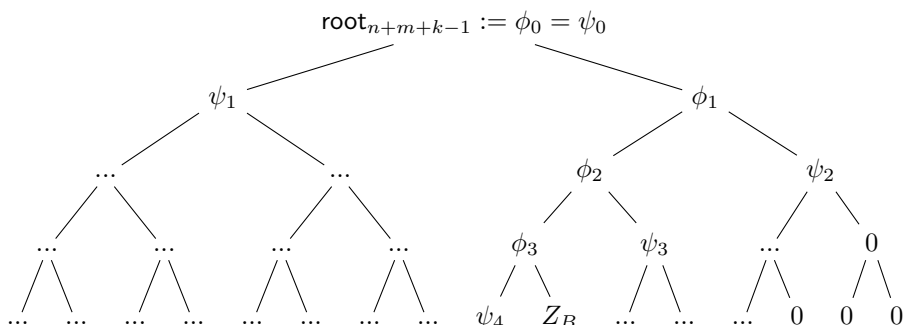 root_{n+m+k-1} := ϕ_0 = ψ_0
ψ_1 ϕ_1
... ... ϕ_2 ψ_2
... ... ... ... ϕ_3 ψ_3 ... 0
... ... ... ... ... ... ... ... ψ_4 Z_B ... ... ... 0 0 0